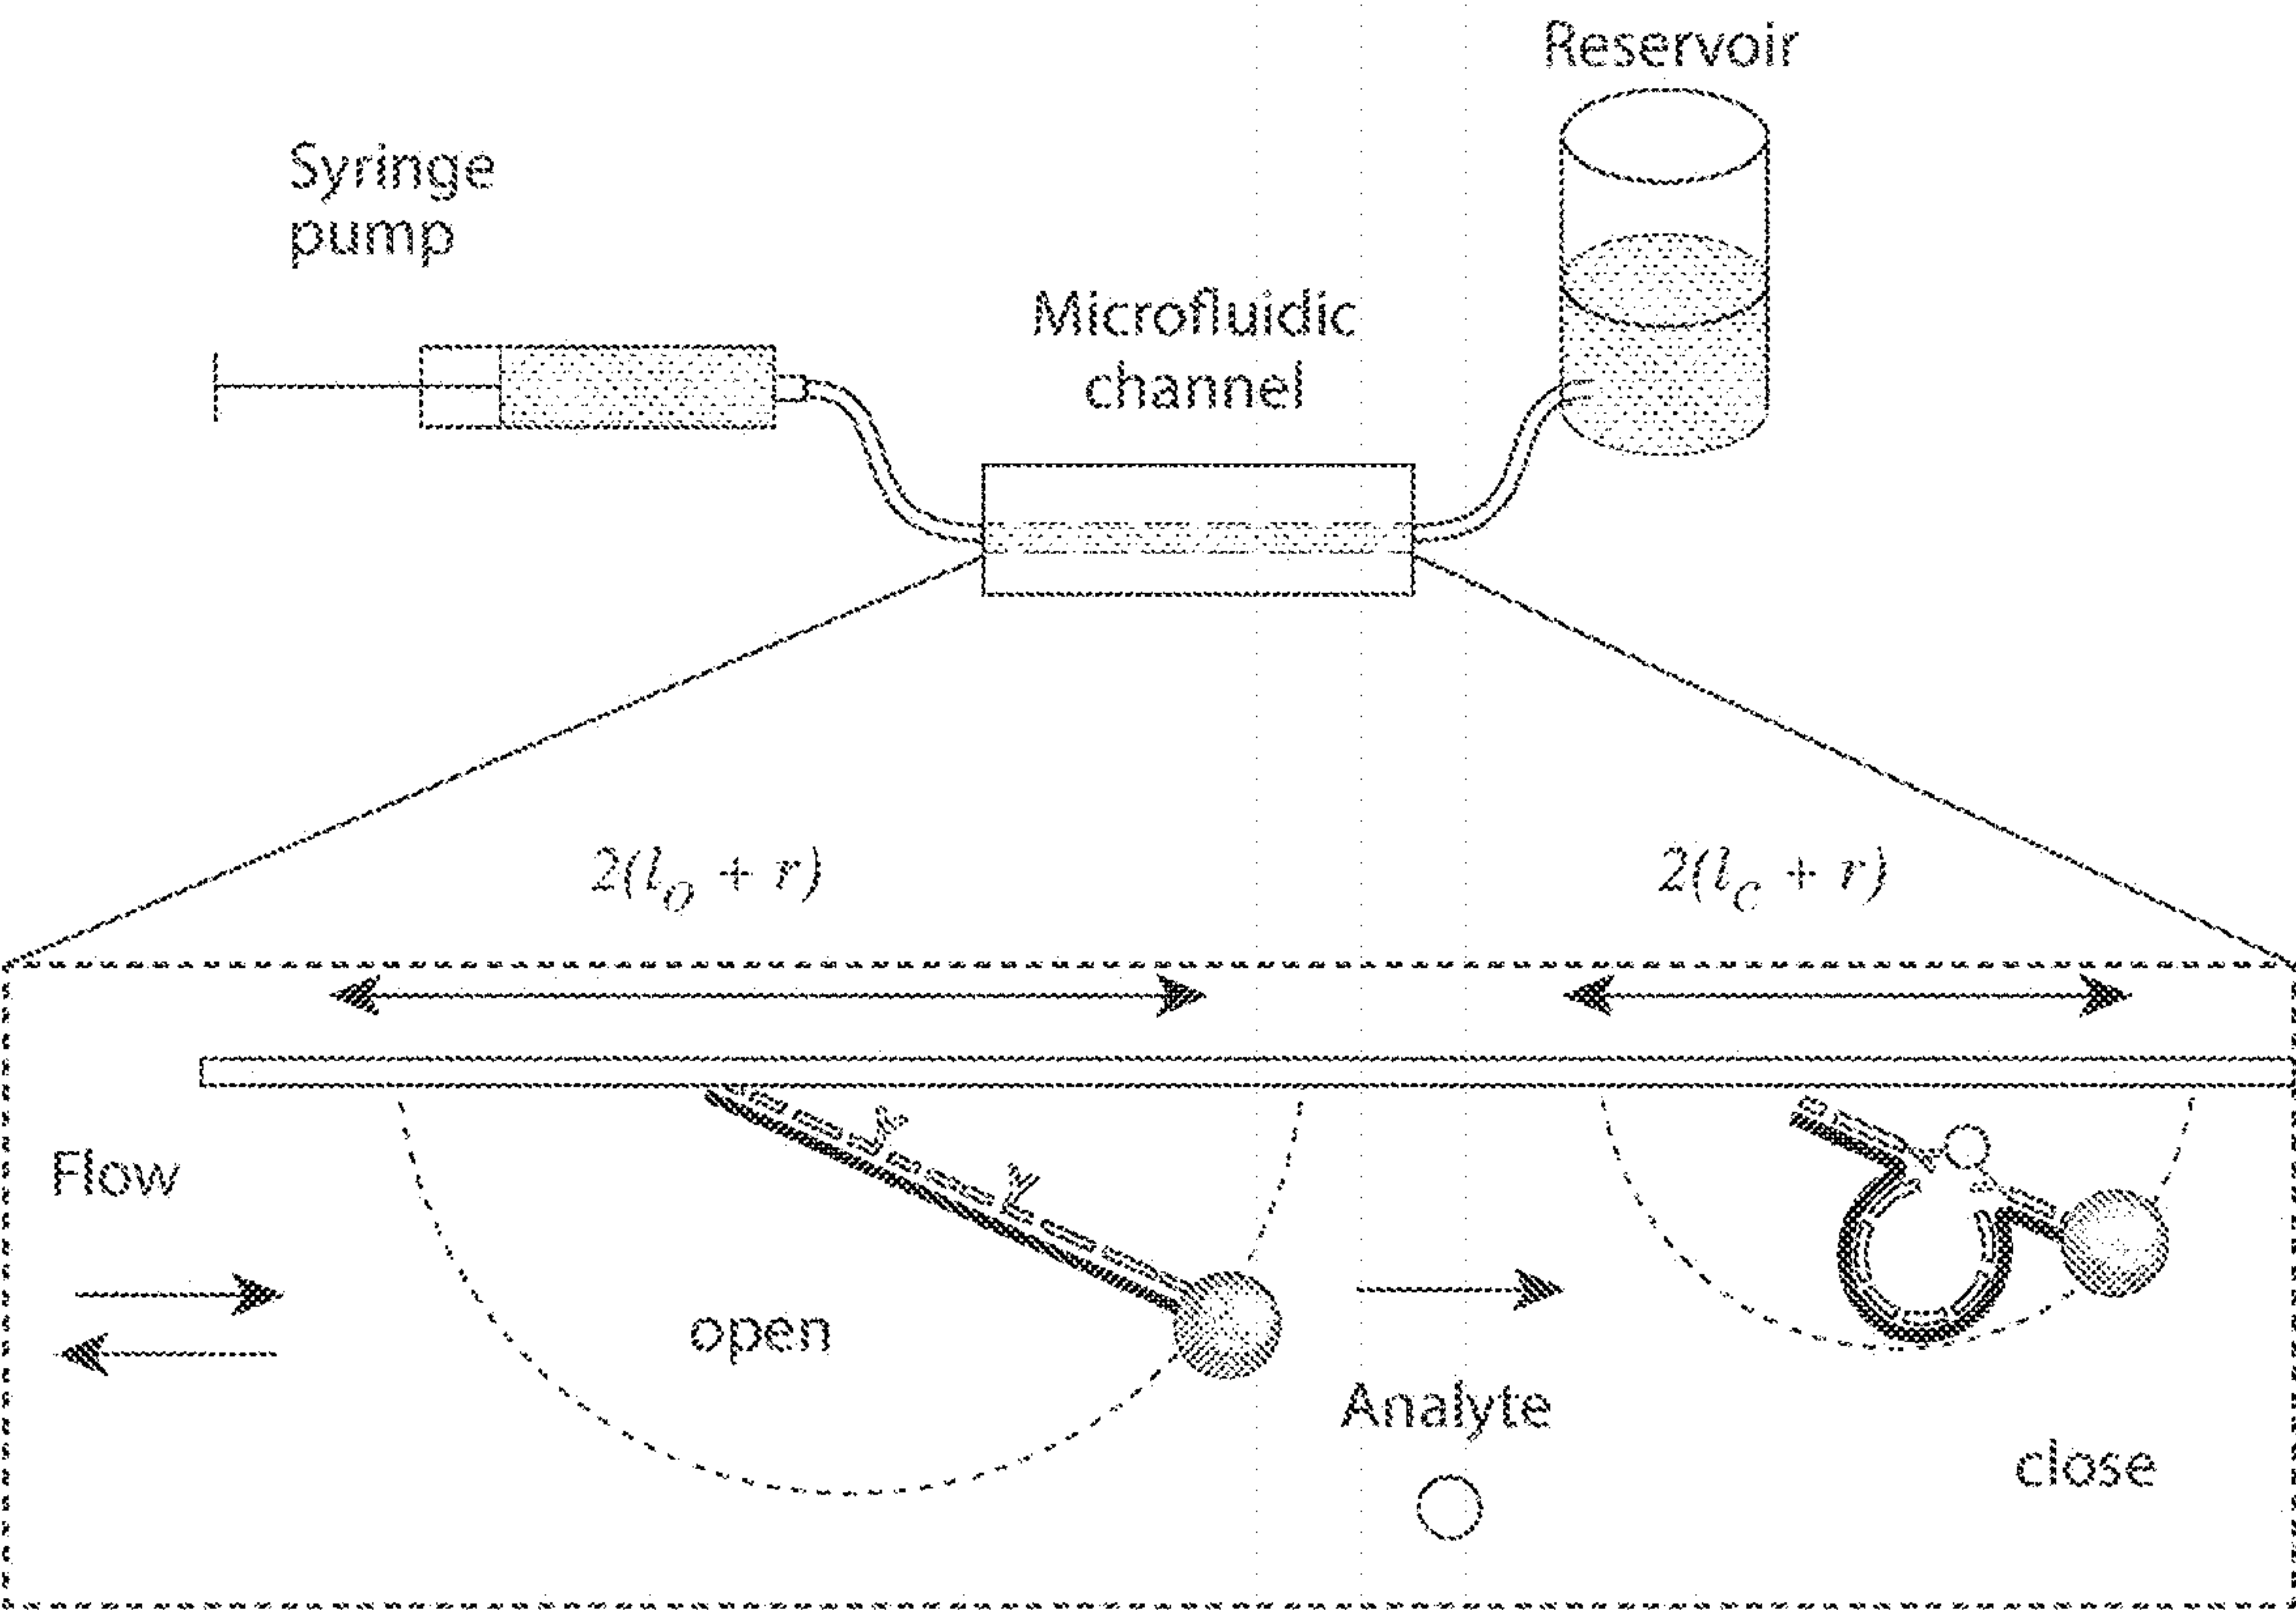 Reservoir
Syringe
pump
Microfluidic
channel
2(l_o + r)
2(l_c + r)
Flow
open
Analyte
close